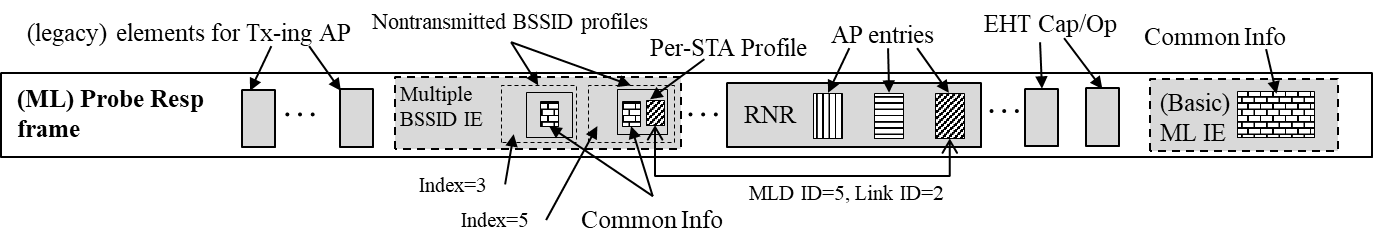 (legacy) elements for Tx-ing AP
Nontransmitted BSSID profiles
Per-STA Profile
AP entries
EHT Cap/Op
Common Info
(ML) Probe Resp
frame
...
Multiple
BSSID IE
...
RNR
...
(Basic)
ML IE
Index=3
Index=5
Common Info
MLD ID=5, Link ID=2